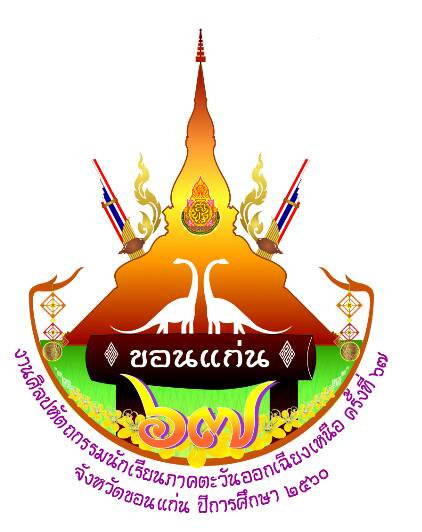 ขอนแก่น
๖๗
งานศิลปหัตถกรรมนักเรียนภาคตะวันออกเฉียงเหนือ ครั้งที่ ๖๗
จังหวัดขอนแก่น ปีการศึกษา ๒๕๖๐